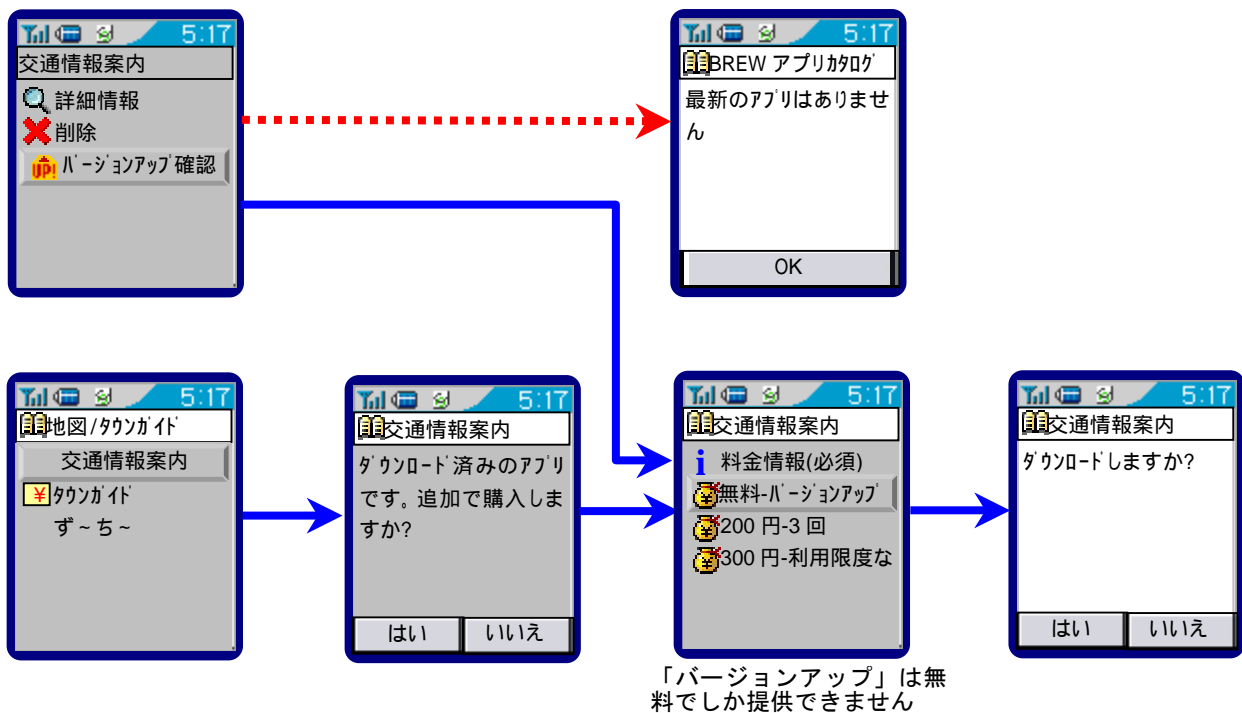 5:17
交通情報案内
詳細情報
削除
UP!
ﾊﾞｰｼﾞｮﾝｱｯﾌﾟ確認
5:17
BREW アプリｶﾀﾛｸﾞ
最新のｱﾌﾟﾘはありませ
ん
OK
5:17
地図/ﾀｳﾝｶﾞｲﾄﾞ
交通情報案内
¥ﾀｳﾝｶﾞｲﾄﾞ
ず～ち～
5:17
交通情報案内
ﾀﾞｳﾝﾛｰﾄﾞ済みのｱﾌﾟﾘ
です。追加で購入しま
すか?
はい いいえ
5:17
交通情報案内
i 料金情報(必須)
¥無料-ﾊﾞｰｼﾞｮﾝｱｯﾌﾟ
¥200 円-3 回
¥300 円-利用限度な
「バージョンアップ」は無
料でしか提供できません
5:17
交通情報案内
ﾀﾞｳﾝﾛｰﾄﾞしますか?
はい いいえ